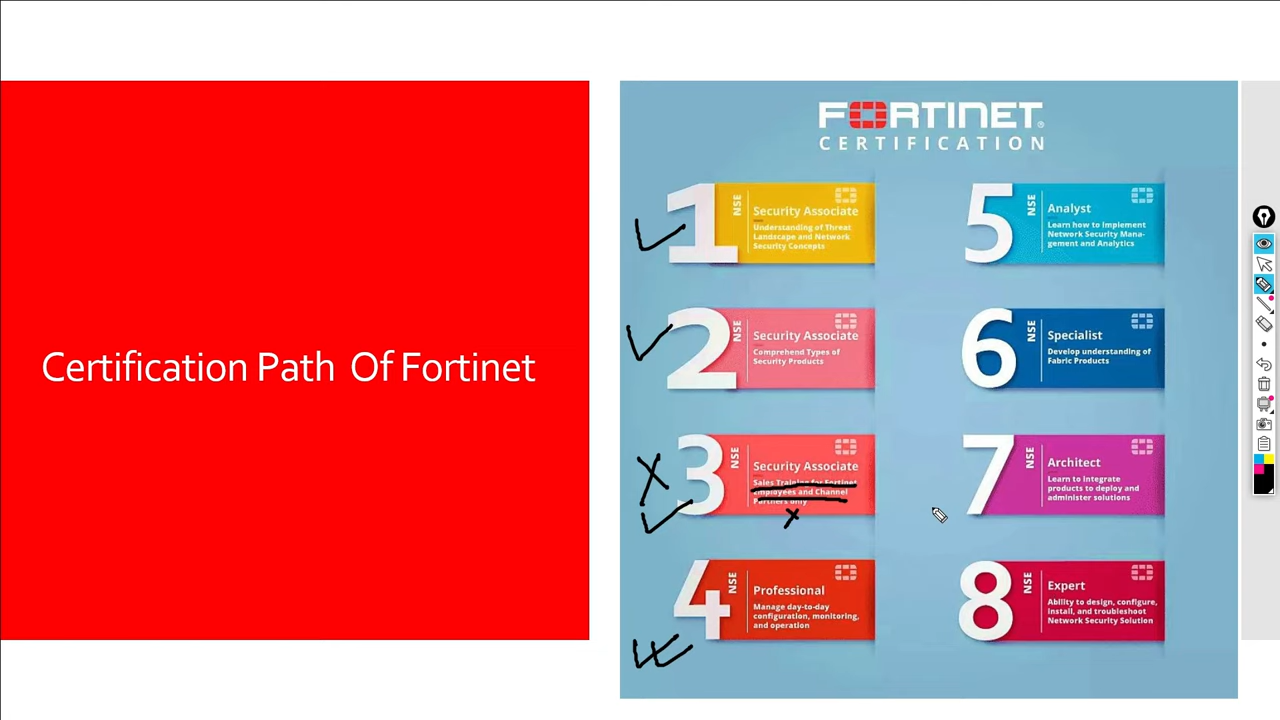 Certification Path Of Fortinet
FORTINET®
CERTIFICATION
1
NSE
Security Associate
Understanding of Threat
Landscape and Network
Security Concepts
2
NSE
Security Associate
Comprehend Types of
Security Products
3
NSE
Security Associate
Sales Training for Fortinet
Employees and Channel
Partners only
4
NSE
Professional
Manage day-to-day
configuration, monitoring,
and operation
5
NSE
Analyst
Learn how to implement
Network Security Mana-
gement and Analytics
6
NSE
Specialist
Develop understanding of
Fabric Products
7
NSE
Architect
Learn to integrate
products to deploy and
administer solutions
8
NSE
Expert
Ability to design, configure,
install, and troubleshoot
Network Security Solution